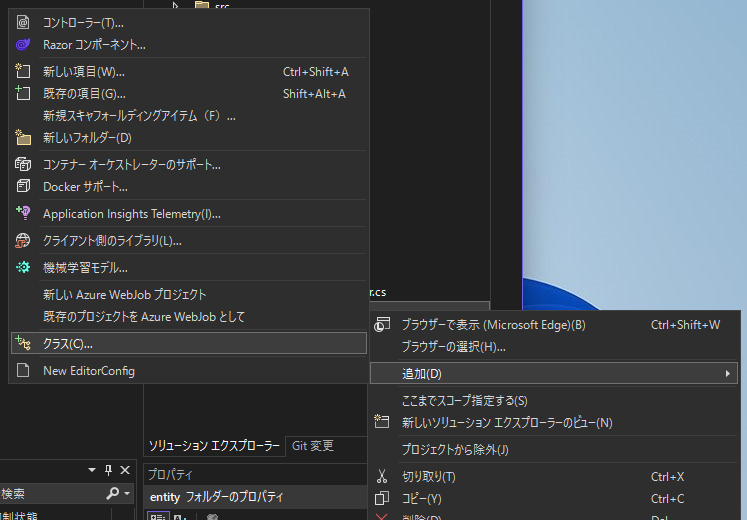 src
コントローラー(T)...
Razor コンポーネント...
新しい項目(W)... Ctrl+Shift+A
既存の項目(G)... Shift+Alt+A
新規スキャフォールディングアイテム（F）...
新しいフォルダー(D)
コンテナー オーケストレーターのサポート...
Docker サポート...
Application Insights Telemetry(I)...
クライアント側のライブラリ(L)...
機械学習モデル...
新しい Azure WebJob プロジェクト
既存のプロジェクトを Azure WebJob として
クラス(C)...
New EditorConfig
r.cs
ブラウザーで表示 (Microsoft Edge)(B) Ctrl+Shift+W
ブラウザーの選択(H)...
追加(D)
ここまでスコープ指定する(S)
新しいソリューション エクスプローラーのビュー(N)
プロジェクトから除外(J)
切り取り(T) Ctrl+X
コピー(Y) Ctrl+C
削除(D) Del
ソリューション エクスプローラー Git 変更
プロパティ
entity フォルダーのプロパティ
検索
制状態